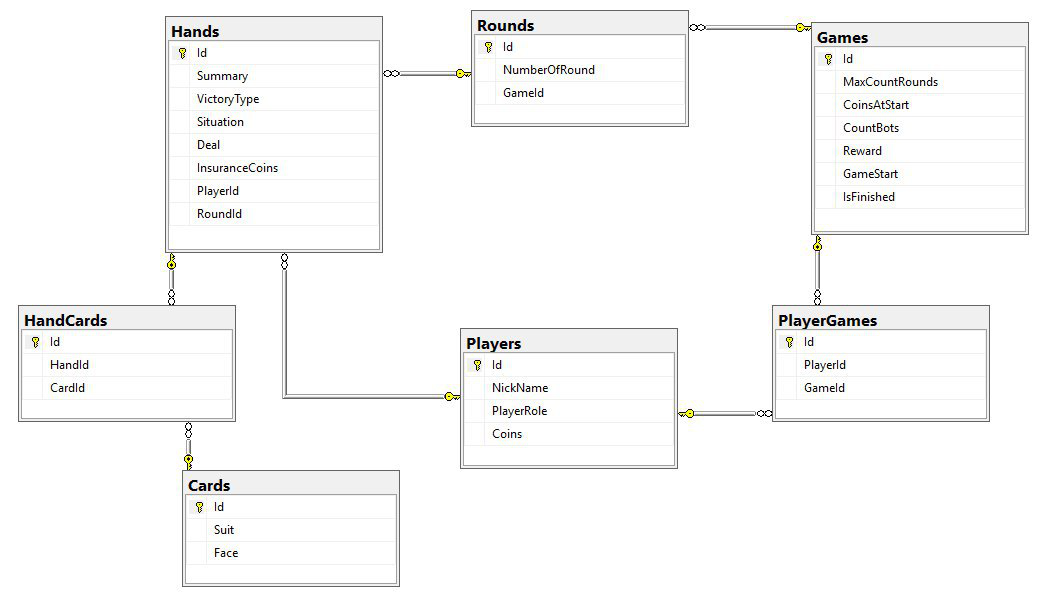 Hands
Id
Summary
VictoryType
Situation
Deal
InsuranceCoins
PlayerId
RoundId
Rounds
Id
NumberOfRound
GameId
Games
Id
MaxCountRounds
CoinsAtStart
CountBots
Reward
GameStart
IsFinished
HandCards
Id
HandId
CardId
Players
Id
NickName
PlayerRole
Coins
PlayerGames
Id
PlayerId
GameId
Cards
Id
Suit
Face